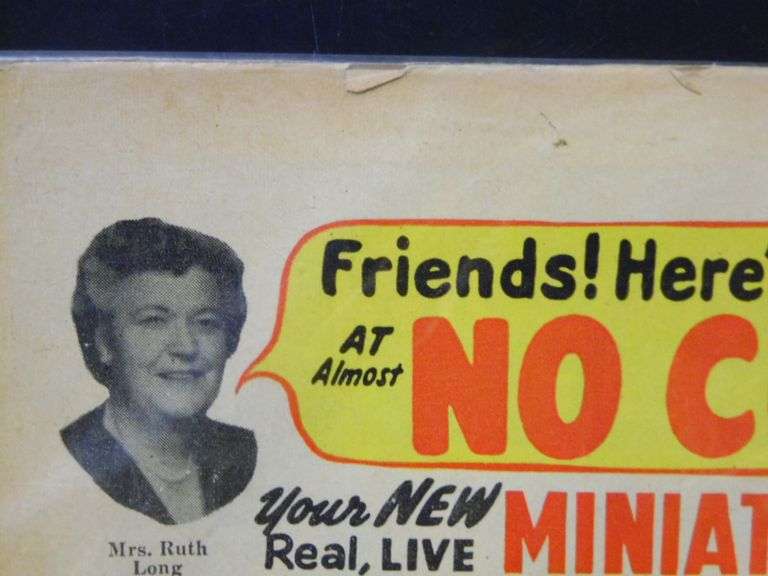 Friends! Here'
AT
Almost
NO C
Your NEW
Real, LIVE
MINIAT
Mrs. Ruth
Long